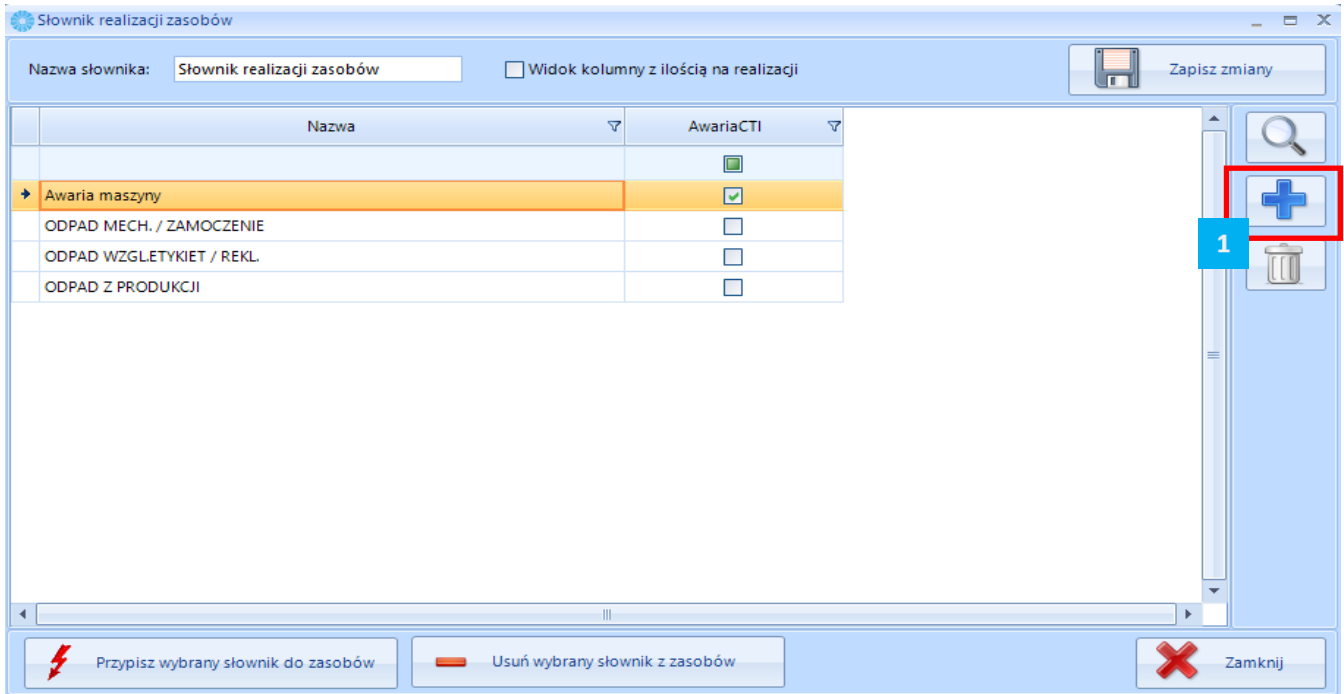 Słownik realizacji zasobów
Nazwa słownika: Słownik realizacji zasobów Widok kolumny z ilością na realizacji Zapisz zmiany
Nazwa AwariaCTI
Awaria maszyny
ODPAD MECH. / ZAMOCZENIE
ODPAD WZGL.ETYKIET / REKL.
ODPAD Z PRODUKCJI
1
Przypisz wybrany słownik do zasobów Usuń wybrany słownik z zasobów Zamknij